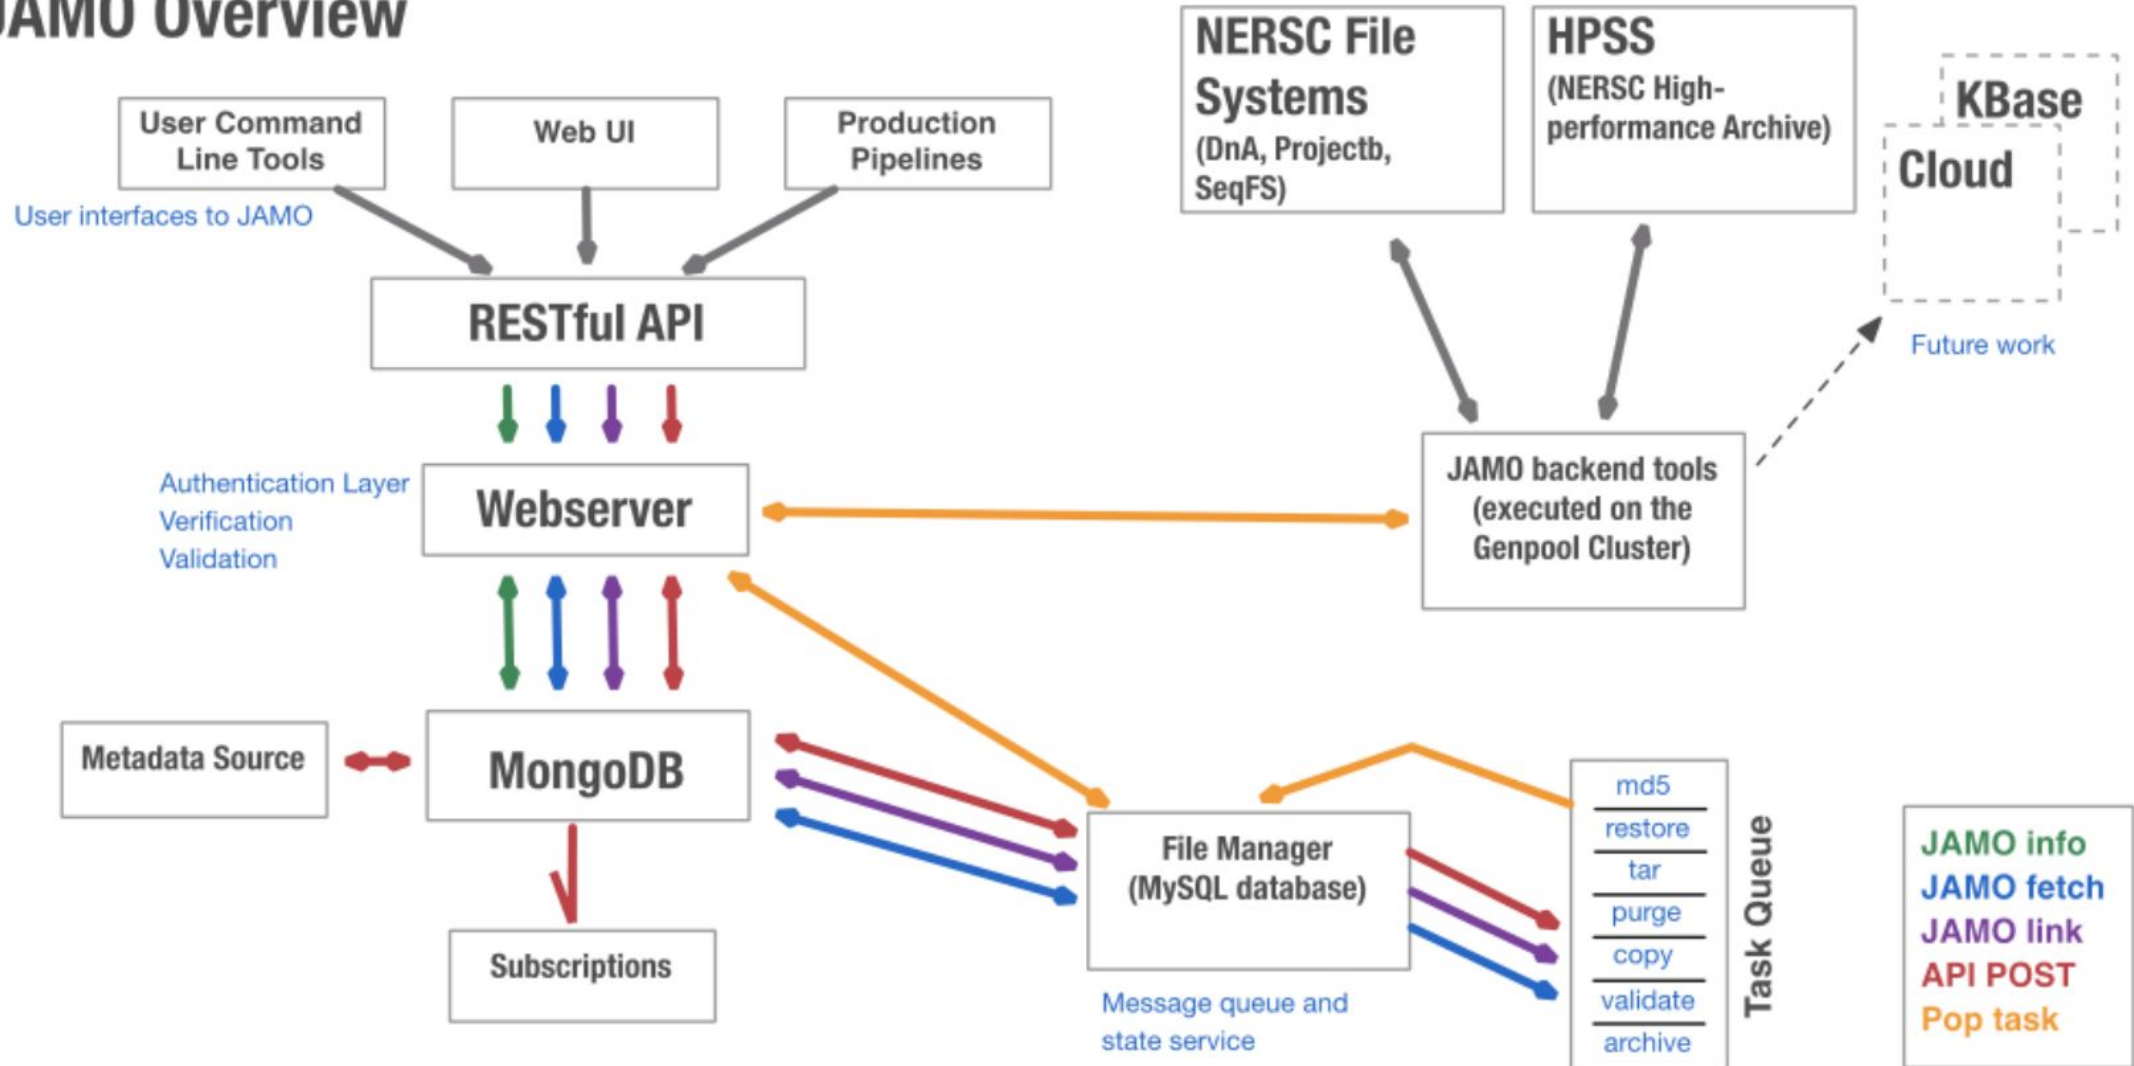 JAMO Overview
User Command
Line Tools
Web UI
Production
Pipelines
User interfaces to JAMO
RESTful API
Authentication Layer
Verification
Validation
Webserver
Metadata Source
MongoDB
Subscriptions
NERSC File
Systems
(DnA, Projectb,
SeqFS)
HPSS
(NERSC High-
performance Archive)
KBase
Cloud
Future work
JAMO backend tools
(executed on the
Genpool Cluster)
File Manager
(MySQL database)
Message queue and
state service
md5
restore
tar
purge
copy
validate
archive
Task Queue
JAMO info
JAMO fetch
JAMO link
API POST
Pop task